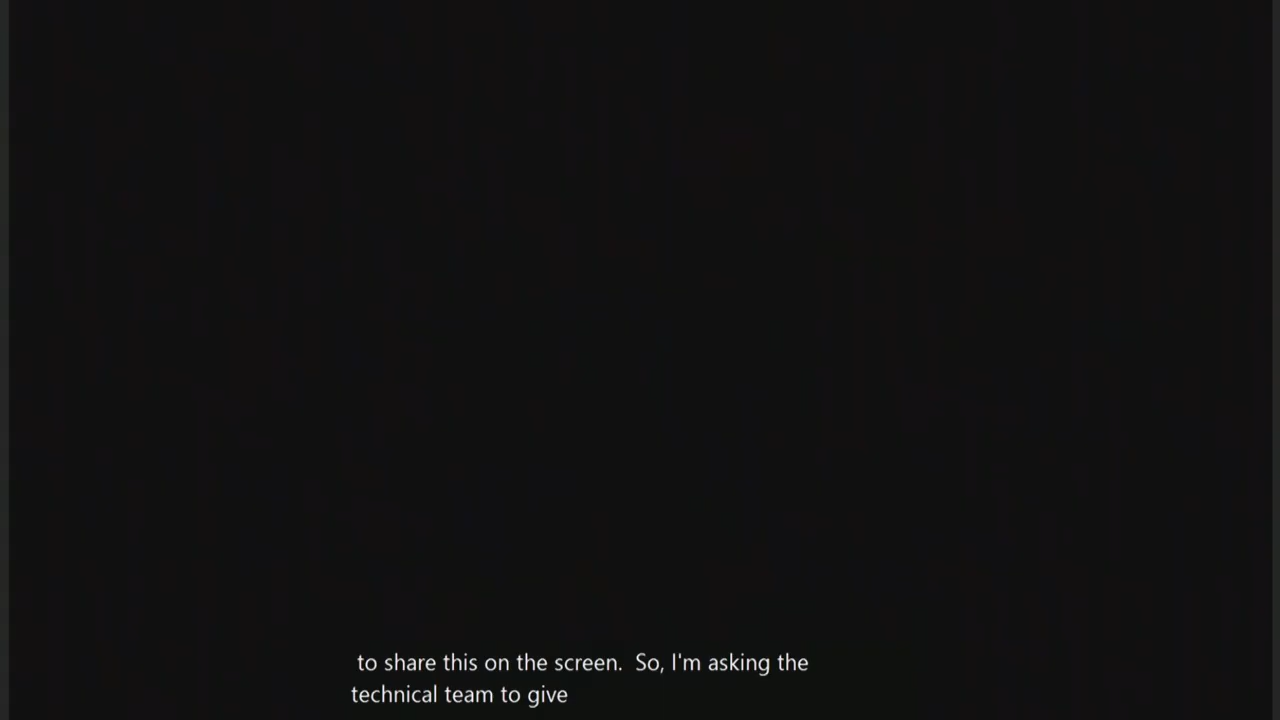 to share this on the screen.  So, I'm asking the
technical team to give